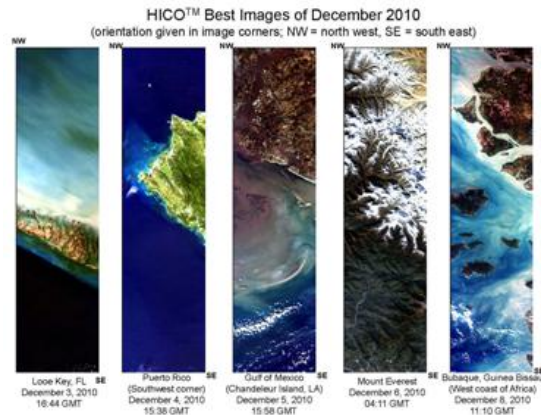 HICO™ Best Images of December 2010
(orientation given in image corners; NW = north west, SE = south east)
NW
NW
NW
NW
NW
SE
SE
SE
SE
SE
Looe Key, FL
December 3, 2010
16:44 GMT
Puerto Rico
(Southwest corner)
December 4, 2010
15:38 GMT
Gulf of Mexico
(Chandeleur Island, LA)
December 5, 2010
15:58 GMT
Mount Everest
December 6, 2010
04:11 GMT
Bubaque, Guinea Bissau
(West coast of Africa)
December 8, 2010
11:10 GMT